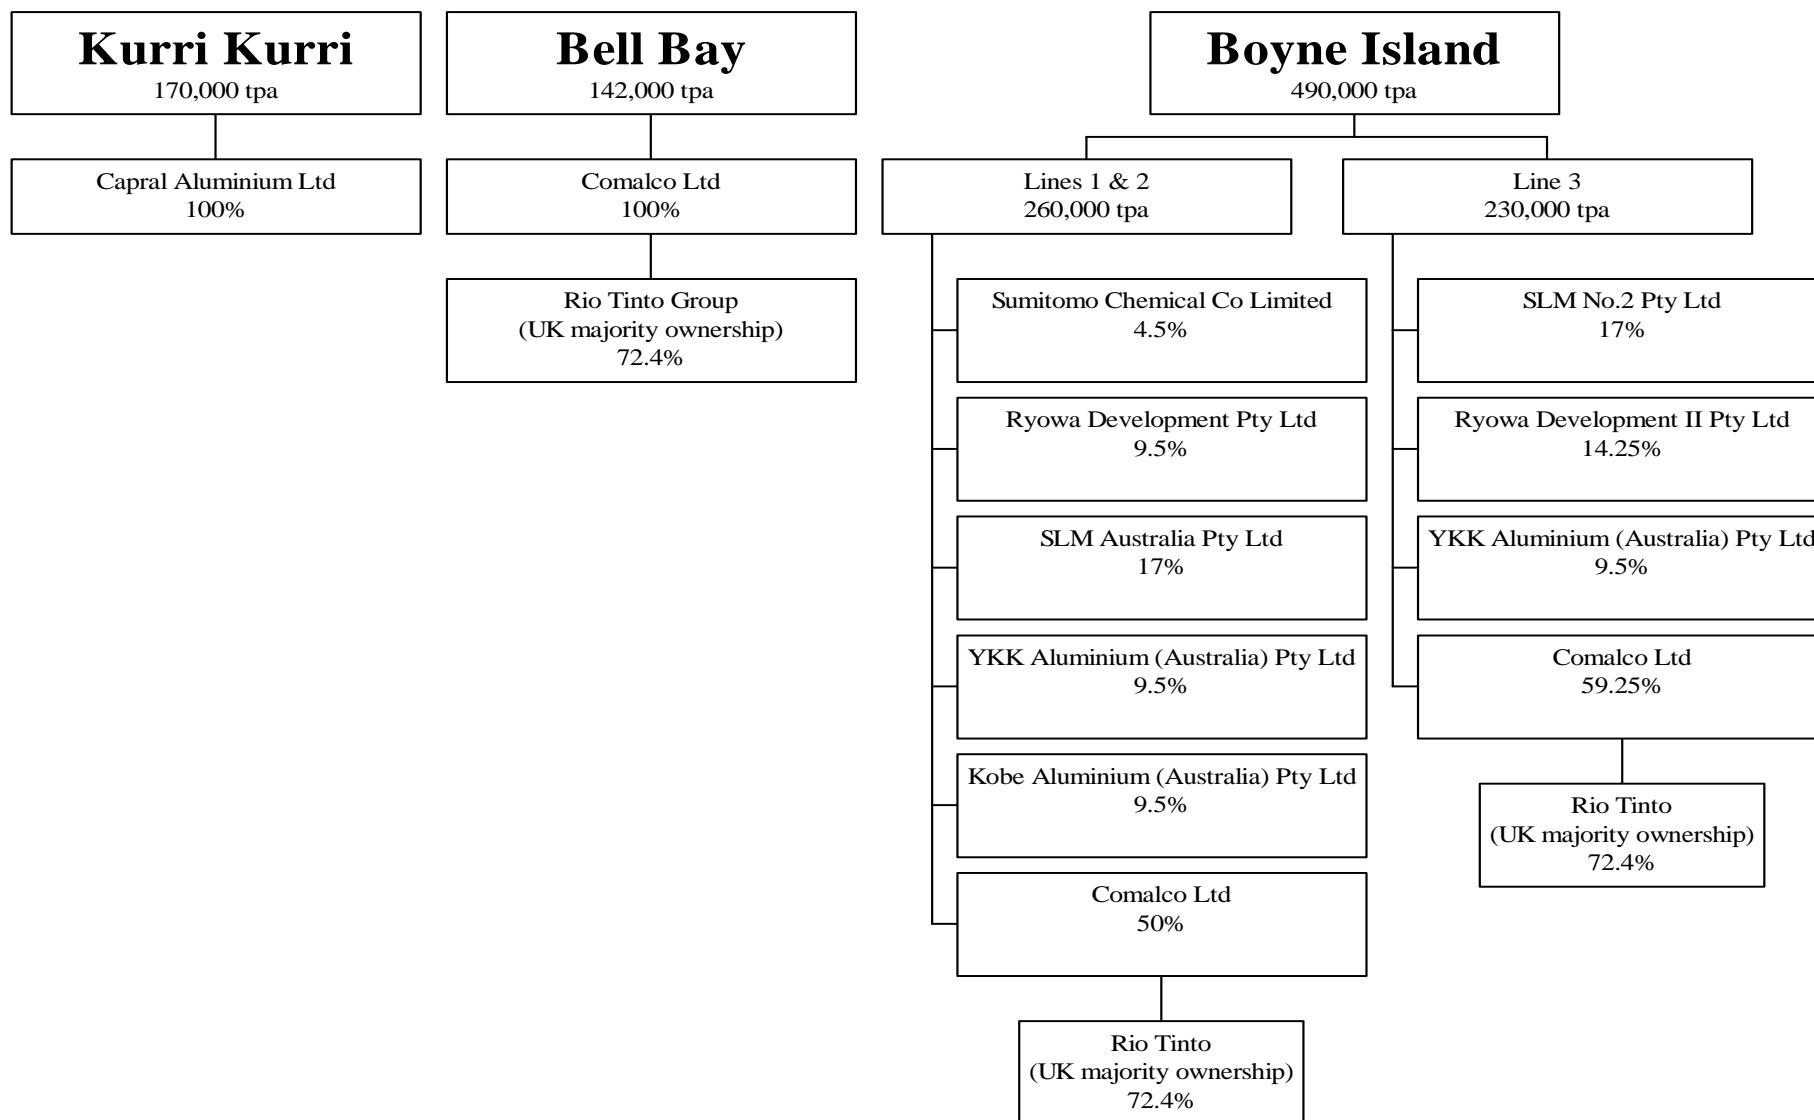 Kurri Kurri
170,000 tpa
Capral Aluminium Ltd
100%
Bell Bay
142,000 tpa
Comalco Ltd
100%
Rio Tinto Group
(UK majority ownership)
72.4%
Boyne Island
490,000 tpa
Lines 1 & 2
260,000 tpa
Sumitomo Chemical Co Limited
4.5%
Ryowa Development Pty Ltd
9.5%
SLM Australia Pty Ltd
17%
YKK Aluminium (Australia) Pty Ltd
9.5%
Kobe Aluminium (Australia) Pty Ltd
9.5%
Comalco Ltd
50%
Rio Tinto
(UK majority ownership)
72.4%
Line 3
230,000 tpa
SLM No.2 Pty Ltd
17%
Ryowa Development II Pty Ltd
14.25%
YKK Aluminium (Australia) Pty Ltd
9.5%
Comalco Ltd
59.25%
Rio Tinto
(UK majority ownership)
72.4%